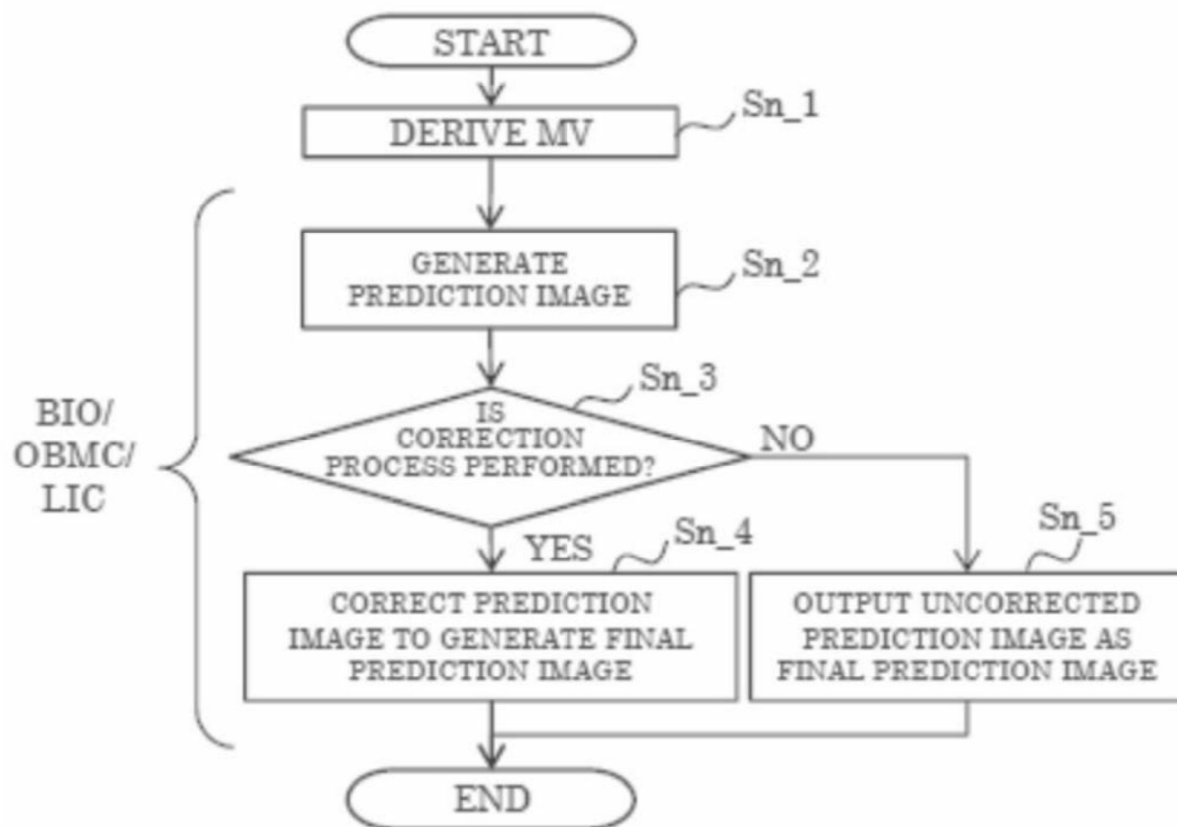 START
Sn_1
DERIVE MV
GENERATE
PREDICTION IMAGE
Sn_2
Sn_3
IS
CORRECTION
PROCESS PERFORMED?
NO
BIO/
OBMC/
LIC
YES
Sn_4
Sn_5
CORRECT PREDICTION
IMAGE TO GENERATE FINAL
PREDICTION IMAGE
OUTPUT UNCORRECTED
PREDICTION IMAGE AS
FINAL PREDICTION IMAGE
END